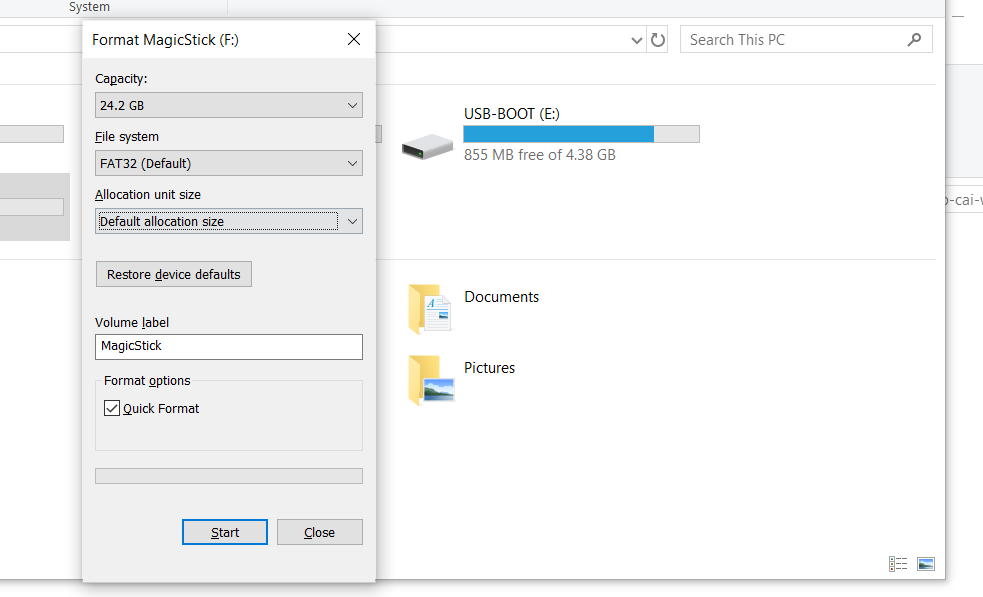 System
Format MagicStick (F:)
Search This PC
Capacity:
24.2 GB
USB-BOOT (E:)
855 MB free of 4.38 GB
File system
FAT32 (Default)
Allocation unit size
Default allocation size
Restore device defaults
Documents
Volume label
MagicStick
Pictures
Format options
Quick Format
Start
Close